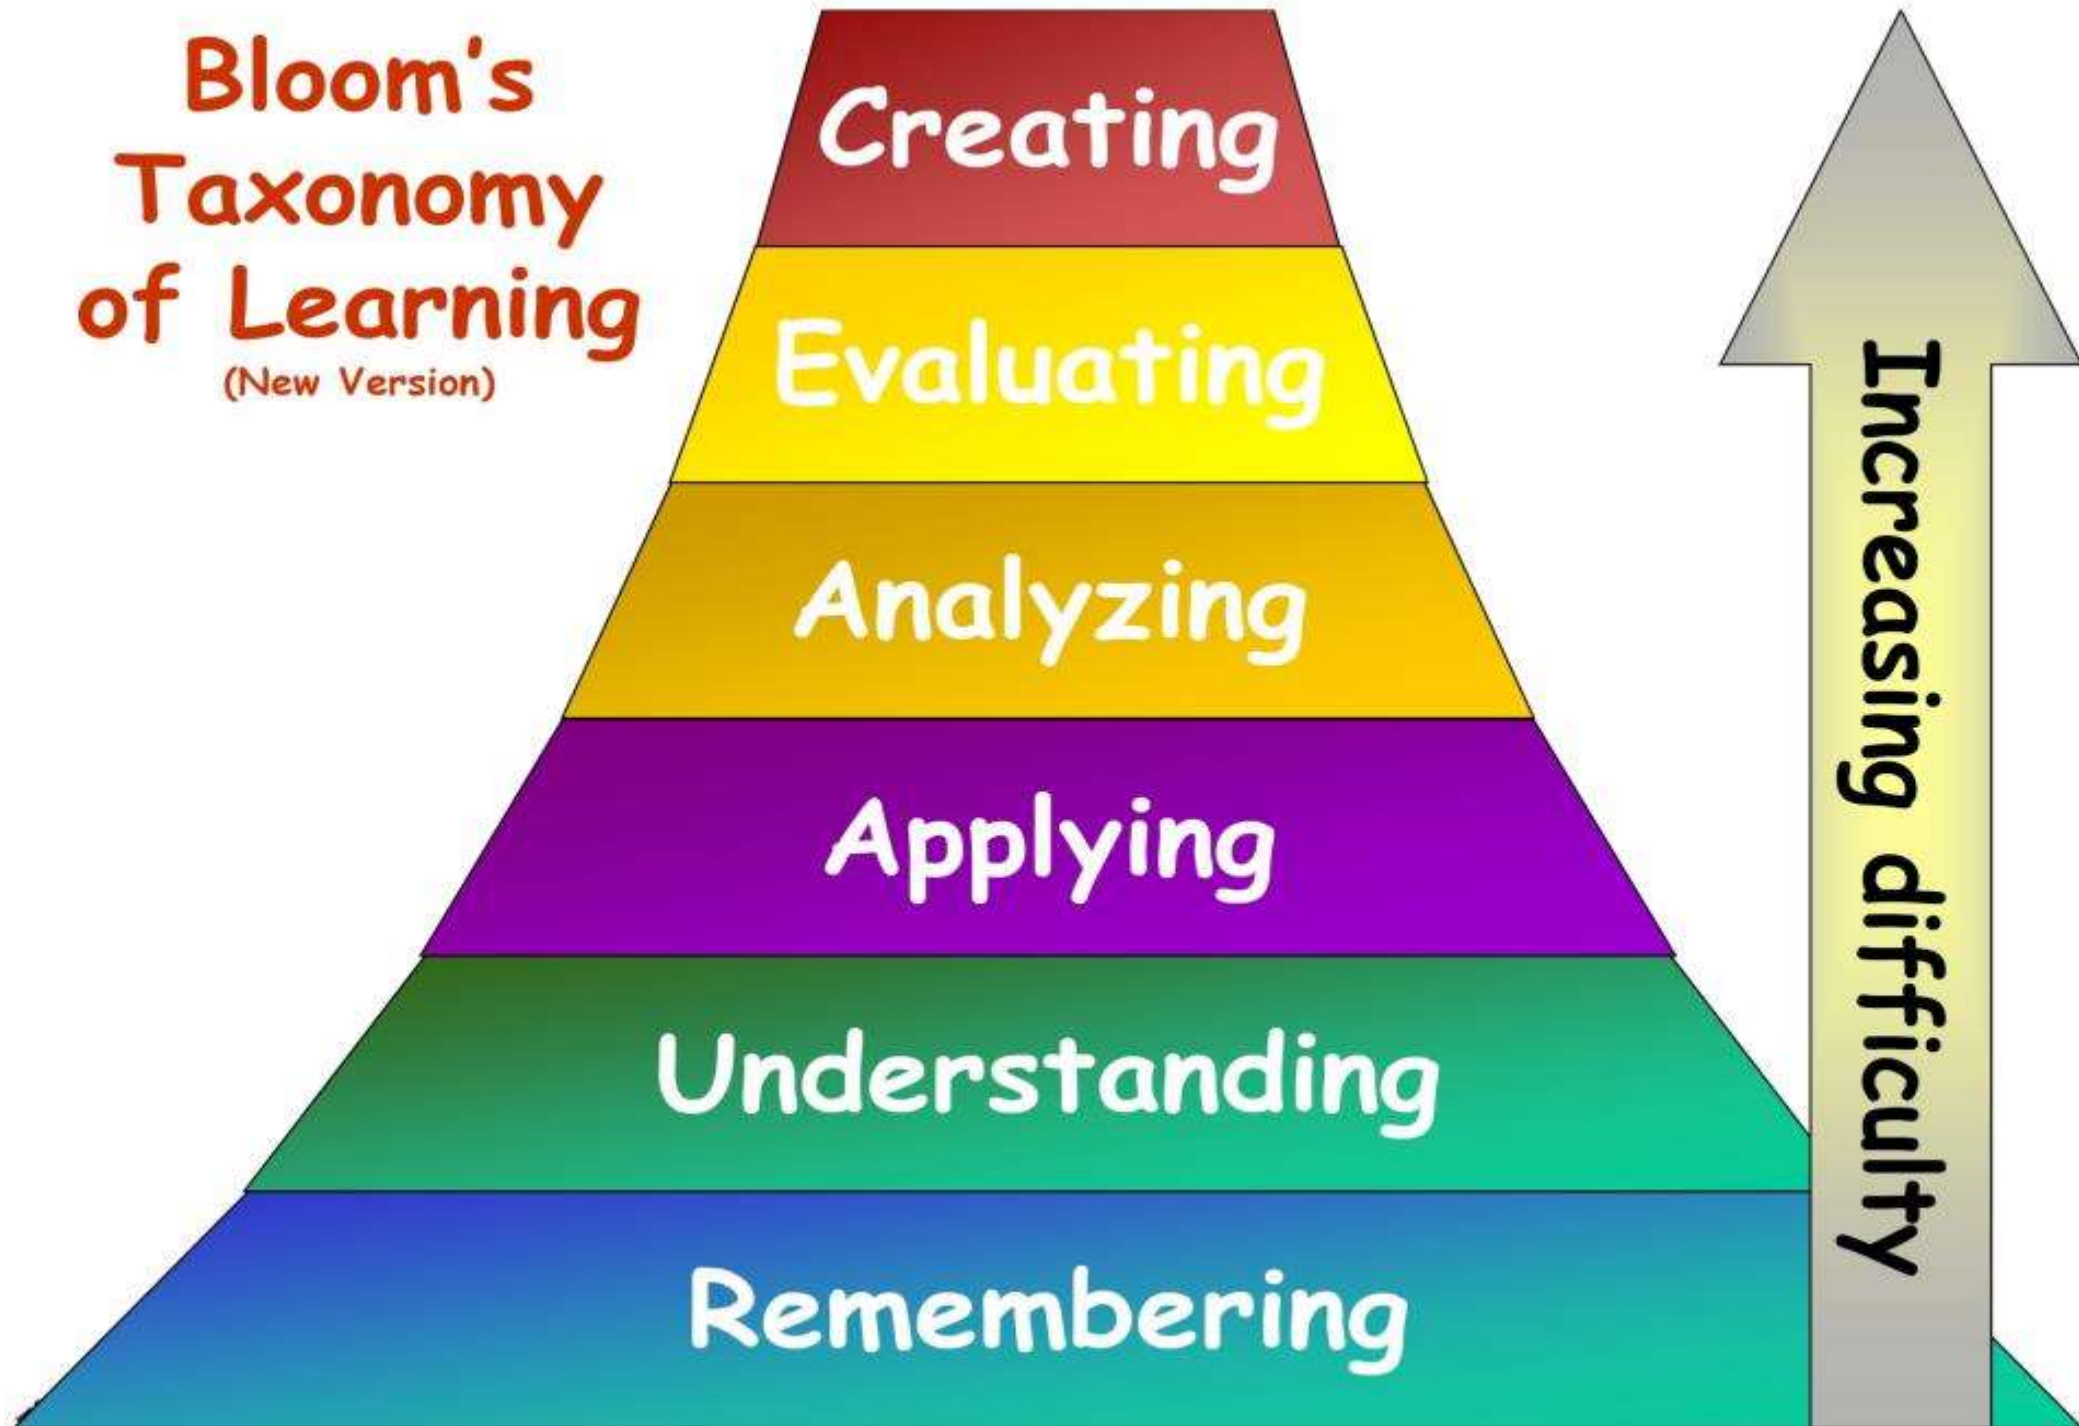 Bloom's
Taxonomy
of Learning
(New Version)
Creating
Evaluating
Analyzing
Applying
Understanding
Remembering
Increasing difficulty